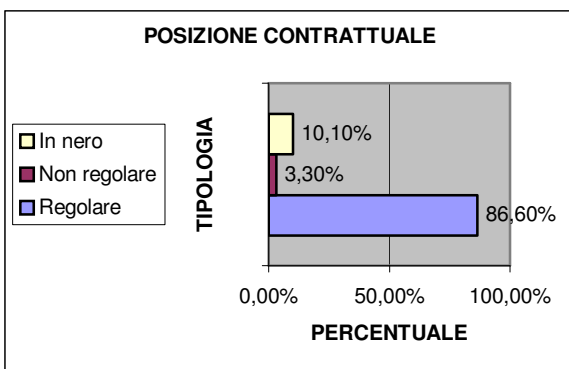 POSIZIONE CONTRATTUALE
In nero
Non regolare
Regolare
TIPOLOGIA
10,10%
3,30%
86,60%
0,00% 50,00% 100,00%
PERCENTUALE